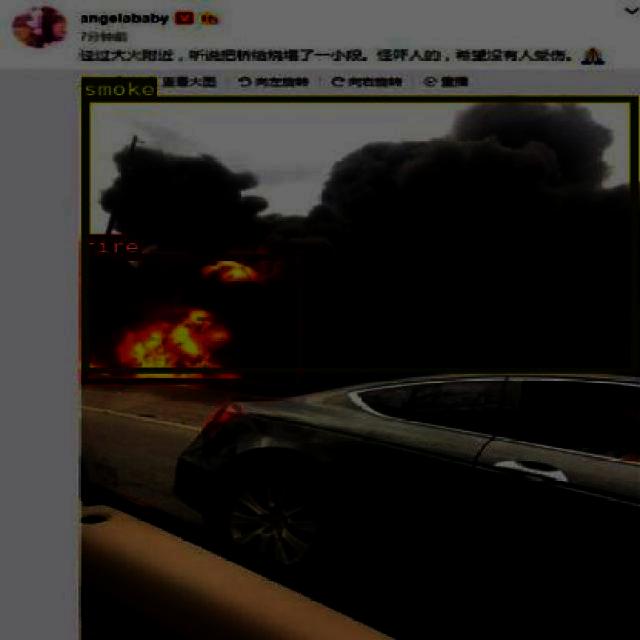 angelababy
7分钟前
经过大火附近，听说把桥给烧塌了一小段。怪吓人的，希望没有人受伤。
查看大图 向左旋转 向右旋转
smoke
fire